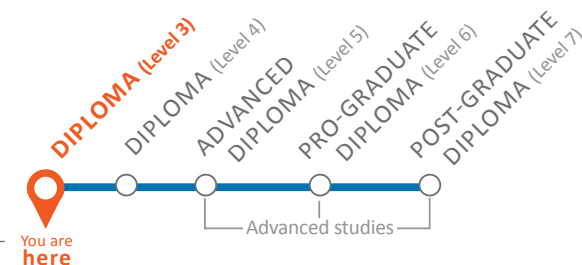 DIPLOMA (Level 3)
DIPLOMA (Level 4)
ADVANCED
DIPLOMA (Level 5)
PRO-GRADUATE
DIPLOMA (Level 6)
POST-GRADUATE
DIPLOMA (Level 7)
Advanced studies
You are
here